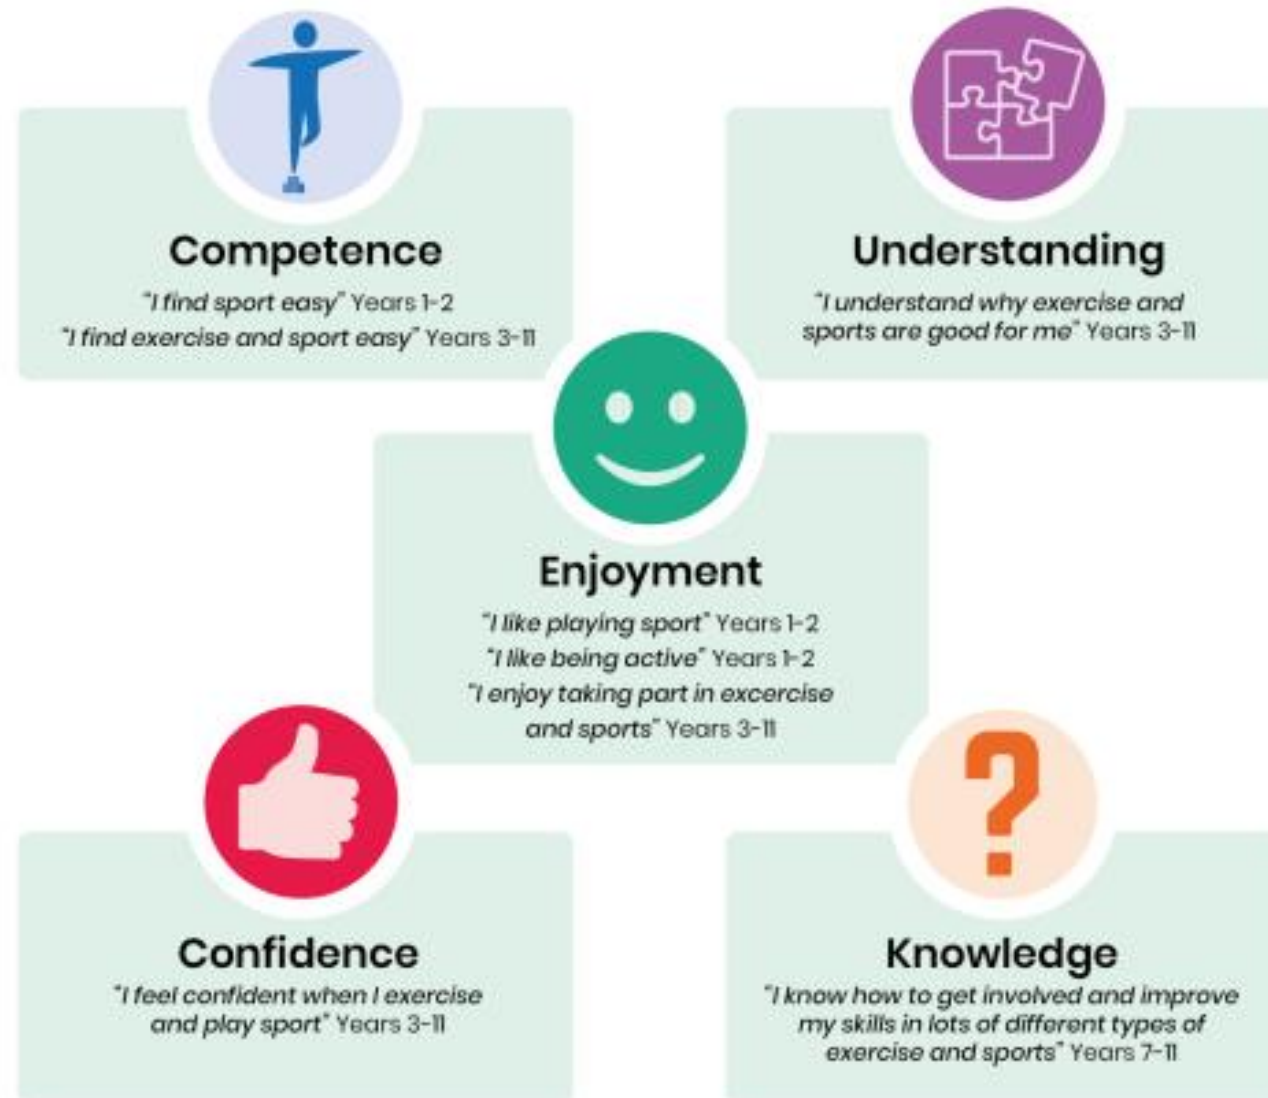 Competence
"I find sport easy" Years 1-2
"I find exercise and sport easy" Years 3-11
Understanding
"I understand why exercise and
sports are good for me" Years 3-11
Enjoyment
"I like playing sport" Years 1-2
"I like being active" Years 1-2
"I enjoy taking part in excercise
and sports" Years 3-11
Confidence
"I feel confident when I exercise
and play sport" Years 3-11
Knowledge
"I know how to get involved and improve
my skills in lots of different types of
exercise and sports" Years 7-11